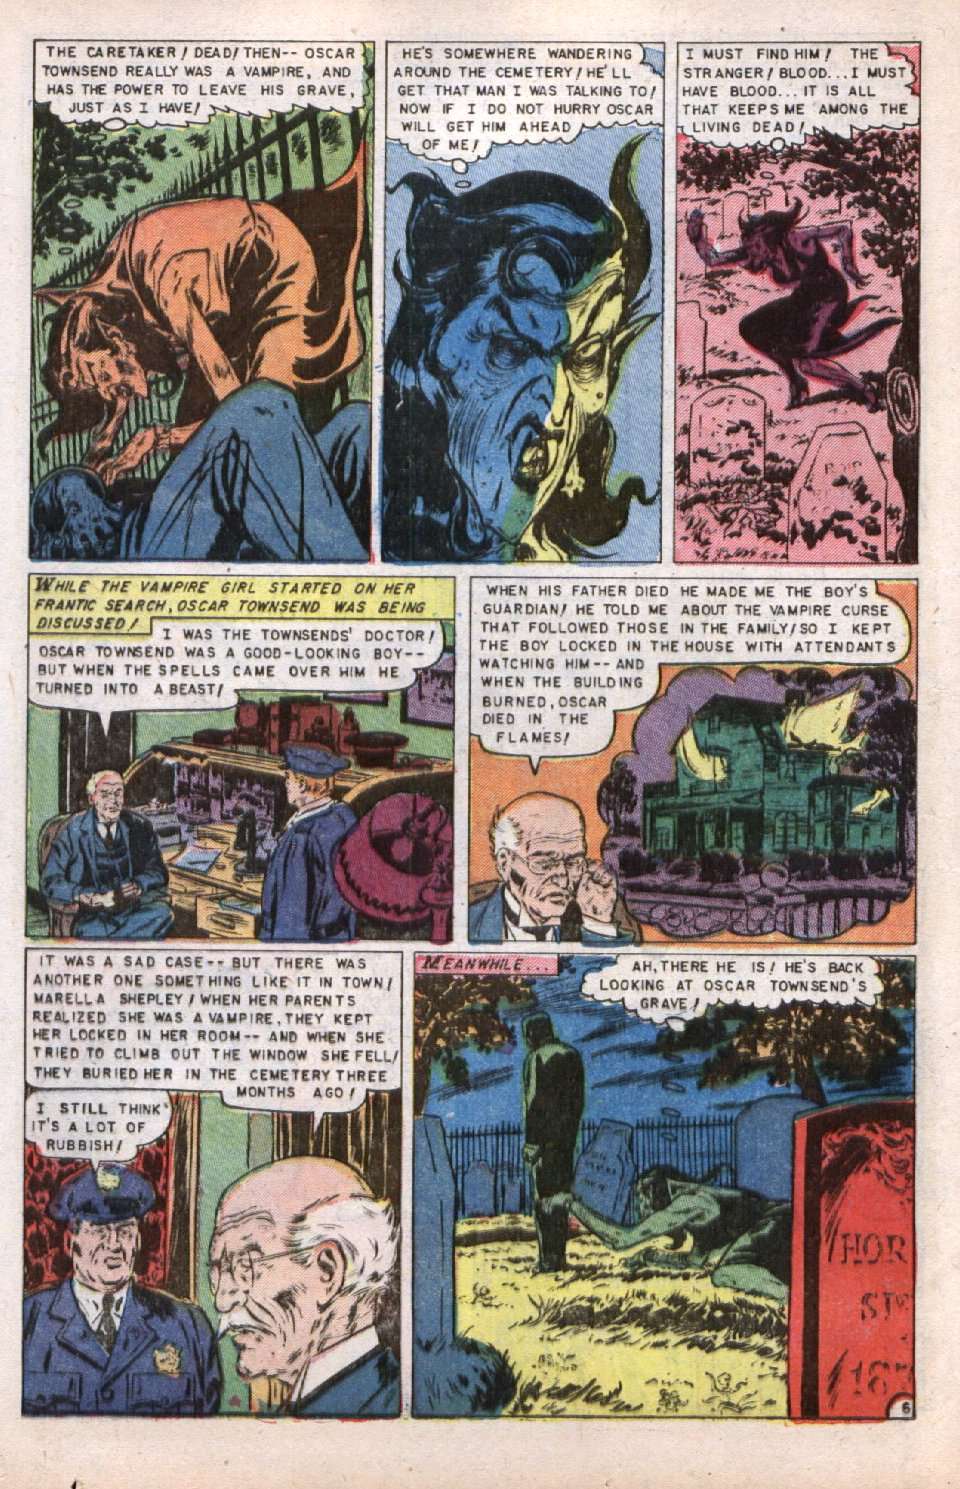 THE CARETAKER! DEAD! THEN-- OSCAR
TOWNSEND REALLY WAS A VAMPIRE, AND
HAS THE POWER TO LEAVE HIS GRAVE,
JUST AS I HAVE!
HE'S SOMEWHERE WANDERING
AROUND THE CEMETERY! HE'LL
GET THAT MAN I WAS TALKING TO!
NOW IF I DO NOT HURRY OSCAR
WILL GET HIM AHEAD
OF ME!
I MUST FIND HIM! THE
STRANGER! BLOOD... I MUST
HAVE BLOOD... IT IS ALL
THAT KEEPS ME AMONG THE
LIVING DEAD!
R.I.P
WHILE THE VAMPIRE GIRL STARTED ON HER
FRANTIC SEARCH, OSCAR TOWNSEND WAS BEING
DISCUSSED!
I WAS THE TOWNSENDS' DOCTOR!
OSCAR TOWNSEND WAS A GOOD-LOOKING BOY--
BUT WHEN THE SPELLS CAME OVER HIM HE
TURNED INTO A BEAST!
WHEN HIS FATHER DIED HE MADE ME THE BOY'S
GUARDIAN! HE TOLD ME ABOUT THE VAMPIRE CURSE
THAT FOLLOWED THOSE IN THE FAMILY! SO I KEPT
THE BOY LOCKED IN THE HOUSE WITH ATTENDANTS
WATCHING HIM-- AND
WHEN THE BUILDING
BURNED, OSCAR
DIED IN THE
FLAMES!
IT WAS A SAD CASE-- BUT THERE WAS
ANOTHER ONE SOMETHING LIKE IT IN TOWN!
MARELLA SHEPLEY! WHEN HER PARENTS
REALIZED SHE WAS A VAMPIRE, THEY KEPT
HER LOCKED IN HER ROOM-- AND WHEN SHE
TRIED TO CLIMB OUT THE WINDOW SHE FELL!
THEY BURIED HER IN THE CEMETERY THREE
MONTHS AGO!
I STILL THINK
IT'S A LOT OF
RUBBISH!
MEANWHILE...
AH, THERE HE IS! HE'S BACK
LOOKING AT OSCAR TOWNSEND'S
GRAVE!
HOR
ST
187
6